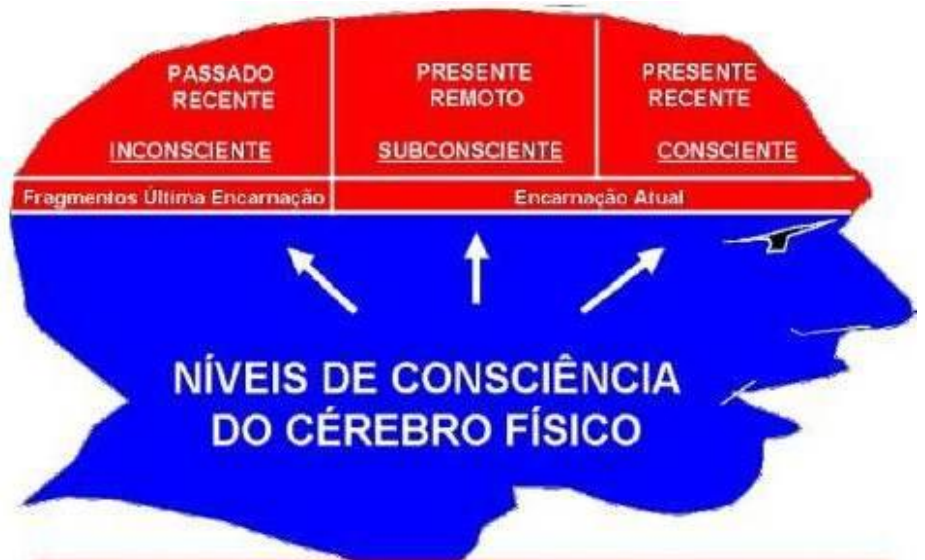 PASSADO
RECENTE
INCONSCIENTE
PRESENTE
REMOTO
SUBCONSCIENTE
PRESENTE
RECENTE
CONSCIENTE
Fragmentos Última Encarnação
Encarnação Atual
NÍVEIS DE CONSCIÊNCIA
DO CÉREBRO FÍSICO